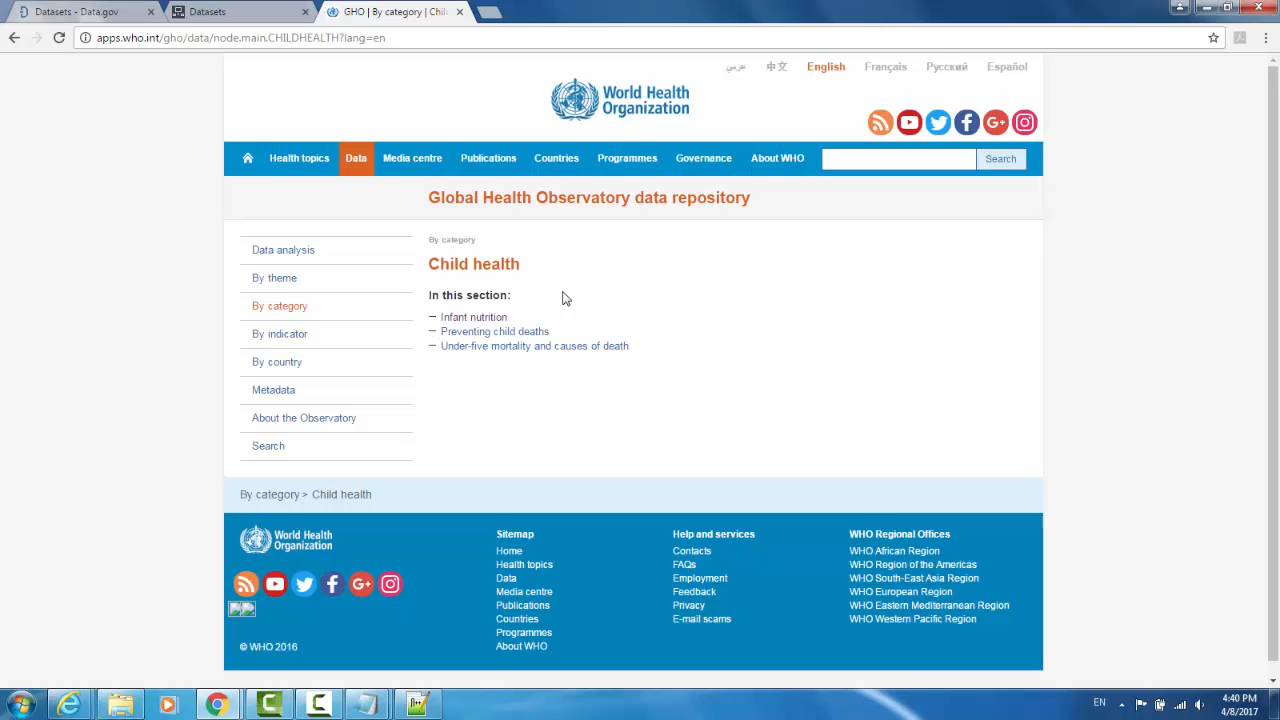 Datasets - Data.gov
Datasets
GHO | By category | Chil
apps.who.int/gho/data/node.main.CHILDHEALTH?lang=en
عربي 中文 English Français Русский Español
World Health
Organization
Home Health topics Data Media centre Publications Countries Programmes Governance About WHO Search
Global Health Observatory data repository
Data analysis
By theme
By category
By indicator
By country
Metadata
About the Observatory
Search
By category
Child health
In this section:
– Infant nutrition
– Preventing child deaths
– Under-five mortality and causes of death
By category > Child health
World Health
Organization
© WHO 2016
Sitemap
Home
Health topics
Data
Media centre
Publications
Countries
Programmes
About WHO
Help and services
Contacts
FAQs
Employment
Feedback
Privacy
E-mail scams
WHO Regional Offices
WHO African Region
WHO Region of the Americas
WHO South-East Asia Region
WHO European Region
WHO Eastern Mediterranean Region
WHO Western Pacific Region
EN
4:40 PM
4/8/2017